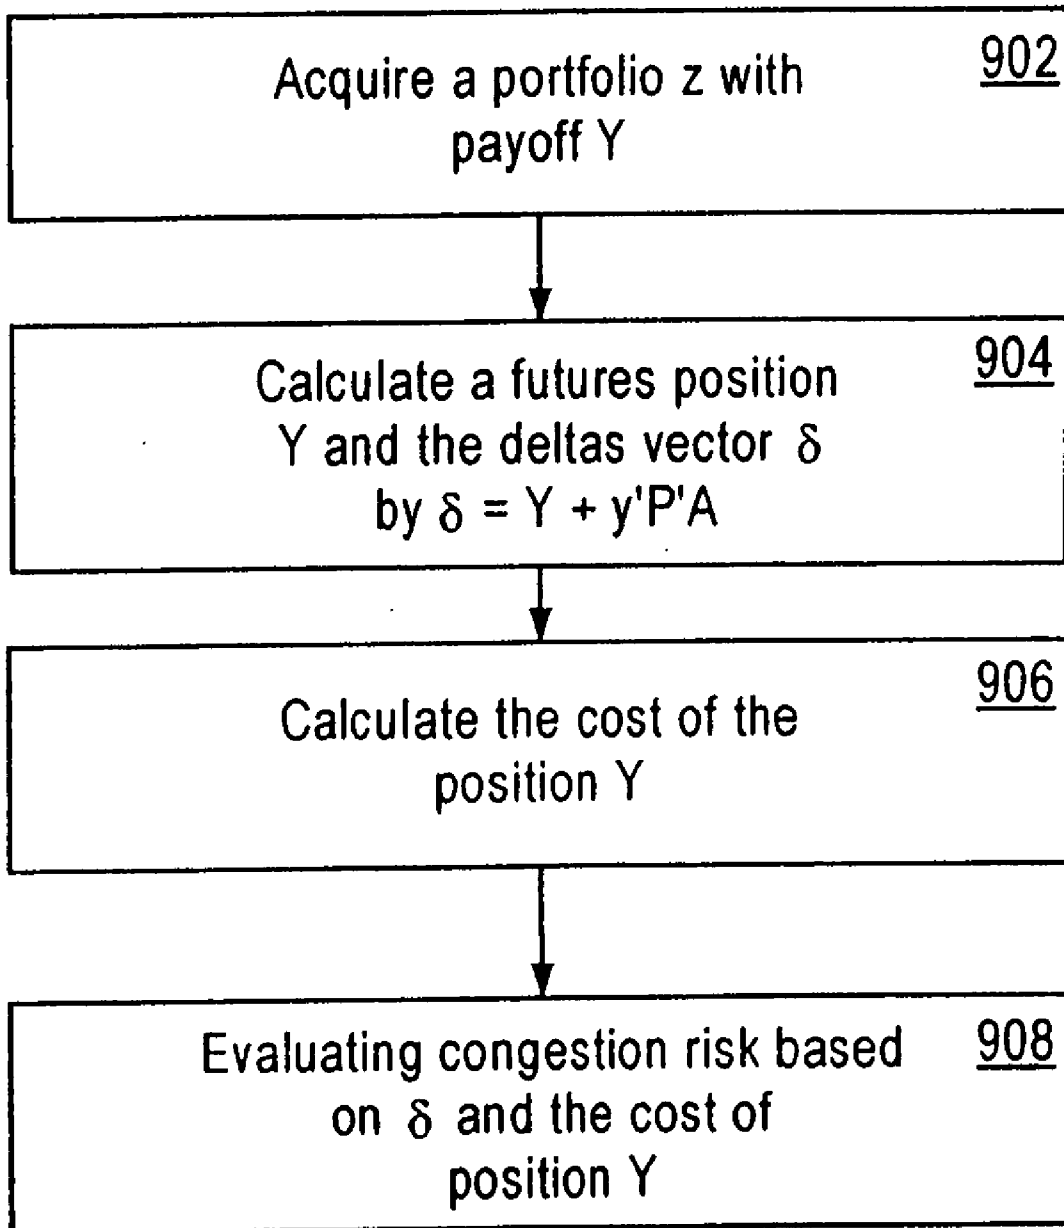 Acquire a portfolio z with
payoff Y
902
Calculate a futures position
Y and the deltas vector δ
by δ = Y + y'P'A
904
Calculate the cost of the
position Y
906
Evaluating congestion risk based
on δ and the cost of
position Y
908